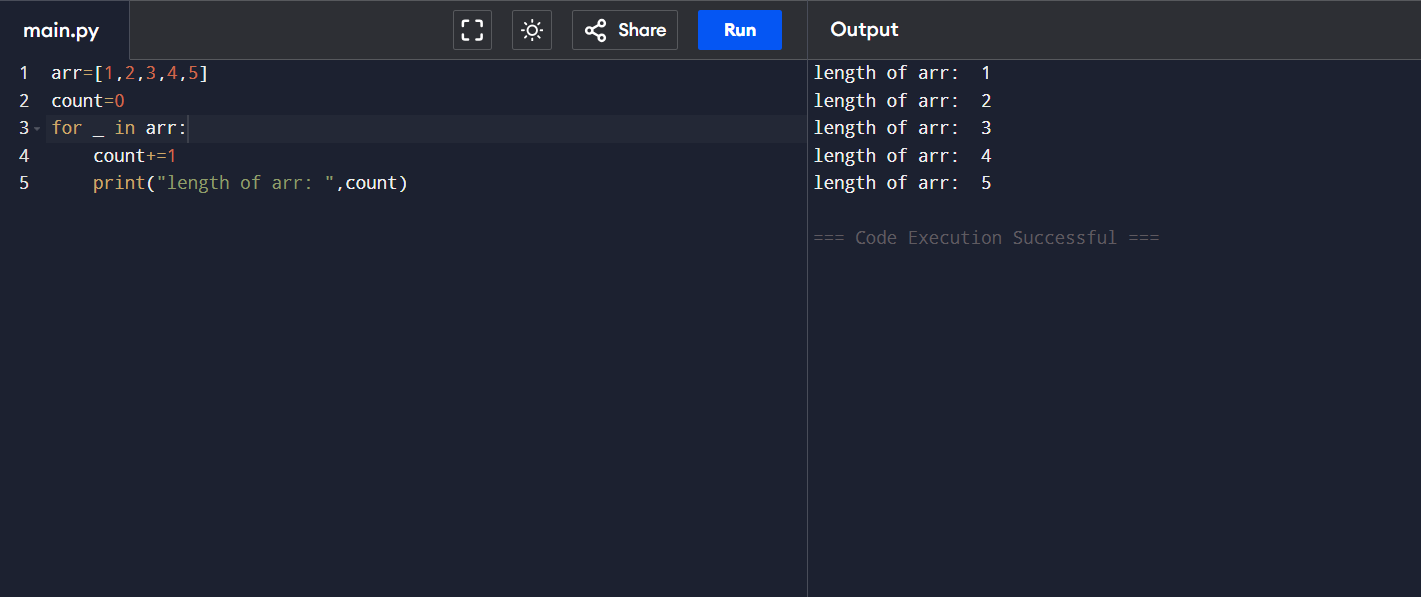 main.py
Share
Run
Output
1 arr=[1,2,3,4,5]
2 count=0
3 for _ in arr:
4     count+=1
5     print("length of arr: ",count)
length of arr:  1
length of arr:  2
length of arr:  3
length of arr:  4
length of arr:  5
=== Code Execution Successful ===